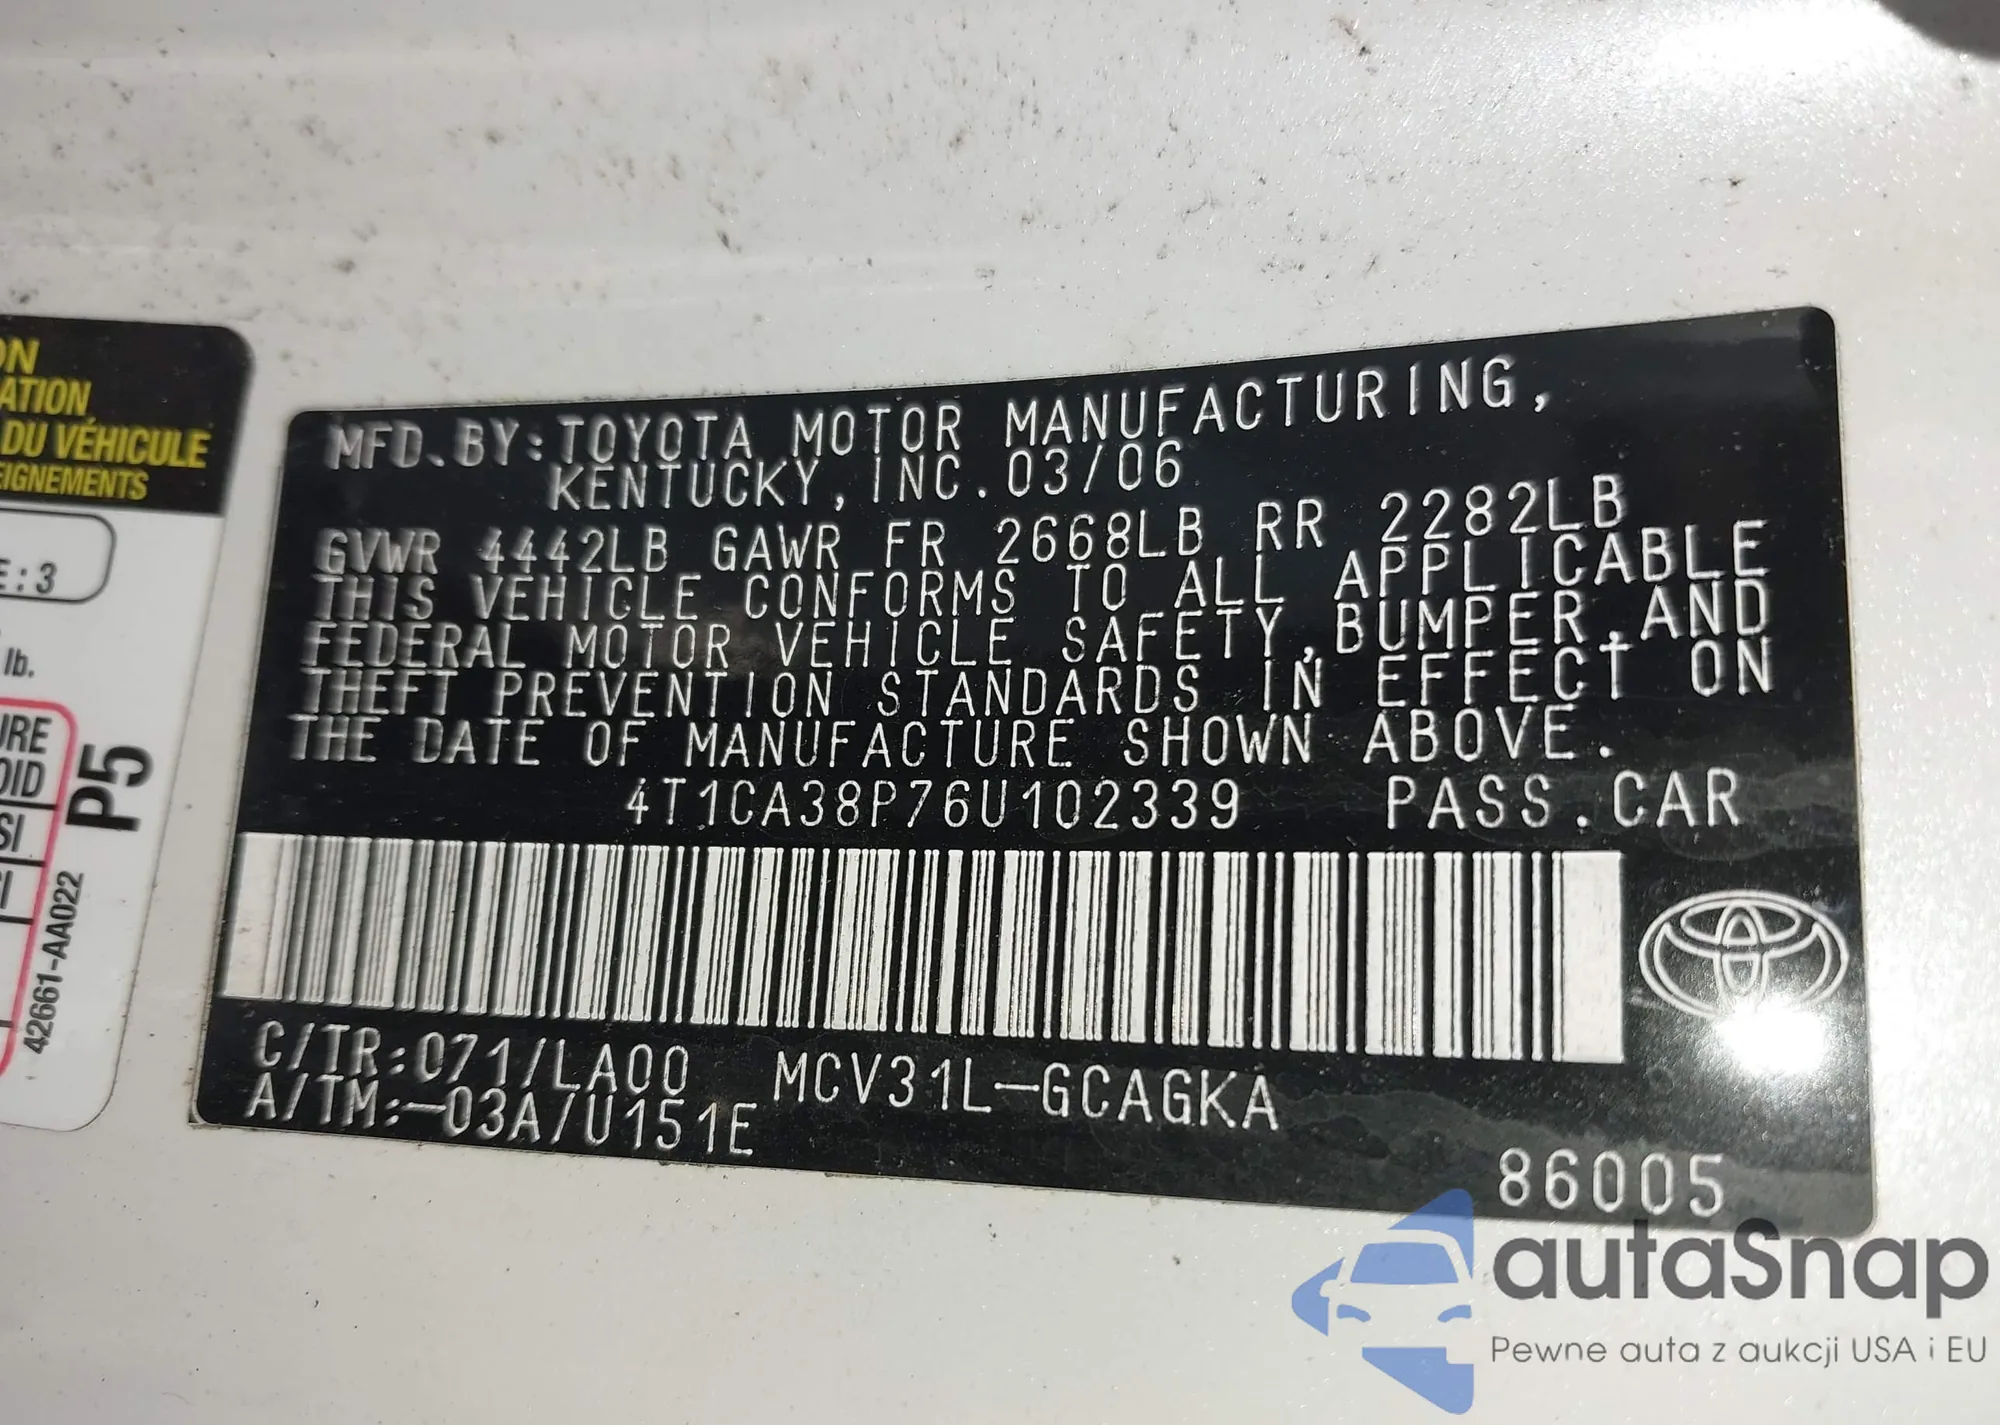 ON
ATION
DU VÉHICULE
EIGNEMENTS
E:3
lb.
URE
OID
SI
P5
42661-AA022
MFD.BY:TOYOTA MOTOR MANUFACTURING,
KENTUCKY,INC.03/06
GVWR 4442LB GAWR FR 2668LB RR 2282LB
THIS VEHICLE CONFORMS TO ALL APPLICABLE
FEDERAL MOTOR VEHICLE SAFETY,BUMPER,AND
THEFT PREVENTION STANDARDS IN EFFECT ON
THE DATE OF MANUFACTURE SHOWN ABOVE.
4T1CA38P76U102339 PASS.CAR
C/TR:071/LA00 MCV31L-GCAGKA
A/TM:-03A/U151E
86005
autaSnap
Pewne auta z aukcji USA i EU